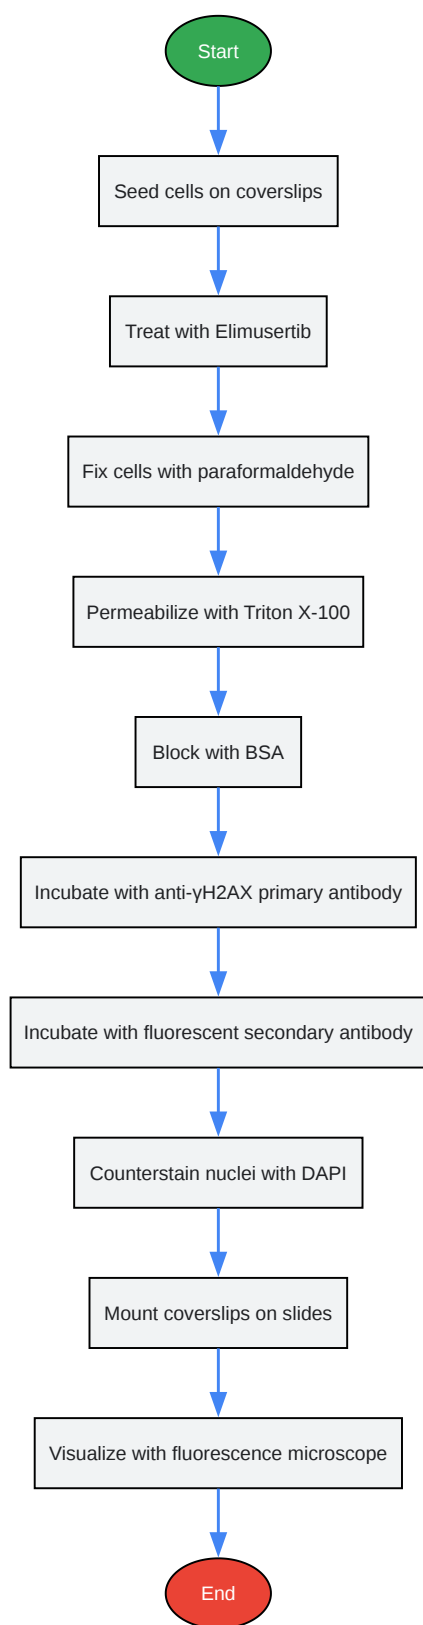 Start
Seed cells on coverslips
Treat with Elimusertib
Fix cells with paraformaldehyde
Permeabilize with Triton X-100
Block with BSA
Incubate with anti-γH2AX primary antibody
Incubate with fluorescent secondary antibody
Counterstain nuclei with DAPI
Mount coverslips on slides
Visualize with fluorescence microscope
End